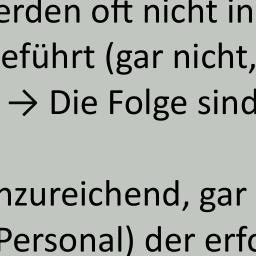 erden oft nicht in
eführt (gar nicht,
→ Die Folge sind
nzureichend, gar
Personal) der erfo